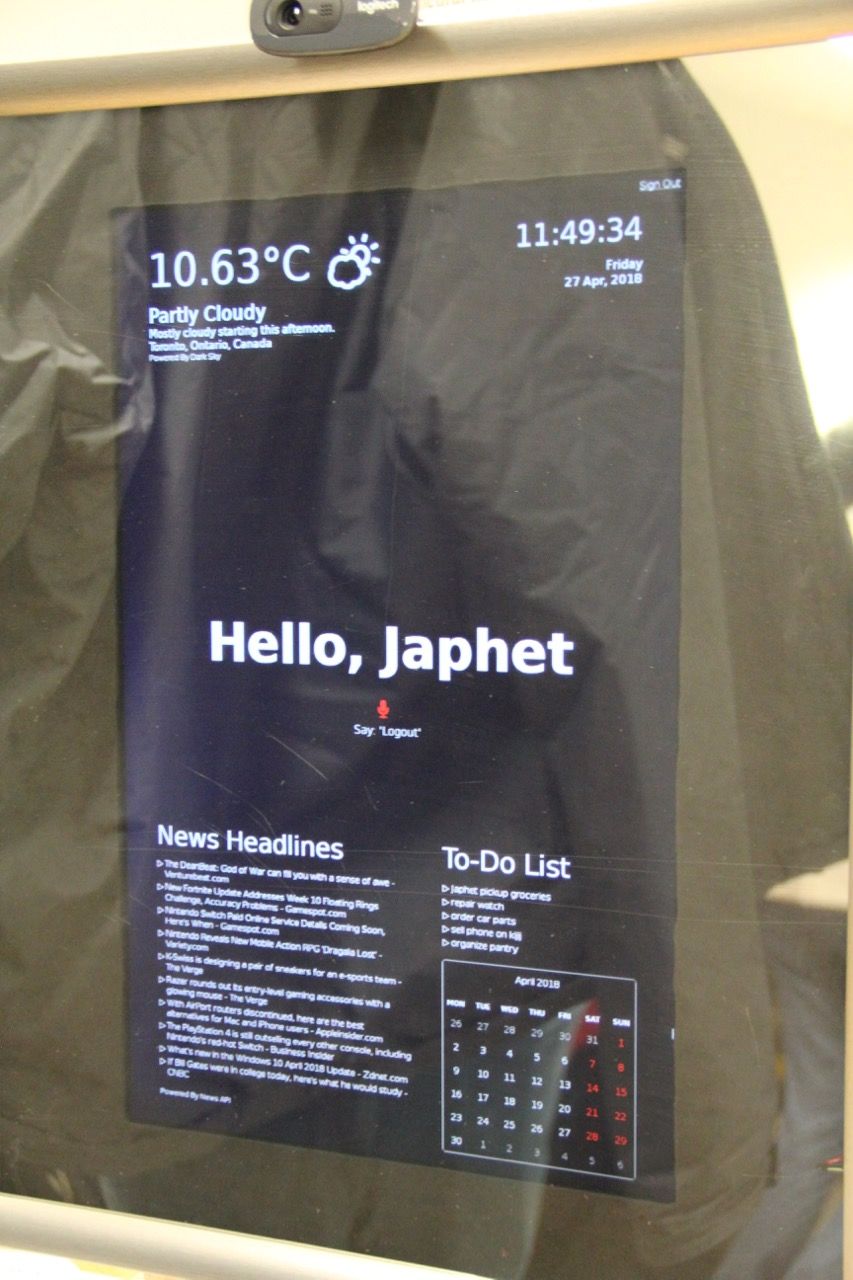 logitech
Sign Out
10.63°C
11:49:34
Partly Cloudy
Friday
Mostly cloudy starting this afternoon.
27 Apr, 2018
Toronto, Ontario, Canada
Powered By Dark Sky
Hello, Japhet
Say: "Logout"
News Headlines
▷ The DeanBeat: God of War can fill you with a sense of awe -
Venturebeat.com
▷ New Fortnite Update Addresses Week 10 Floating Rings
Challenge, Accuracy Problems - Gamespot.com
▷ Nintendo Switch Paid Online Service Details Coming Soon,
Here's When - Gamespot.com
▷ Nintendo Reveals New Mobile Action RPG 'Dragalia Lost' -
Variety.com
▷ K-Swiss is designing a pair of sneakers for an e-sports team -
The Verge
▷ Razer rounds out its entry-level gaming accessories with a
glowing mouse - The Verge
▷ With AirPort routers discontinued, here are the best
alternatives for Mac and iPhone users - Appleinsider.com
▷ The PlayStation 4 is still outselling every other console, including
Nintendo's red-hot Switch - Business Insider
▷ What's new in the Windows 10 April 2018 Update - Zdnet.com
▷ If Bill Gates were in college today, here's what he would study -
CNBC
Powered By News API
To-Do List
▷ Japhet pickup groceries
▷ repair watch
▷ order car parts
▷ sell phone on kijii
▷ organize pantry
April 2018
MON TUE WED THU FRI SAT SUN
26 27 28 29 30 31 1
2 3 4 5 6 7 8
9 10 11 12 13 14 15
16 17 18 19 20 21 22
23 24 25 26 27 28 29
30 1 2 3 4 5 6